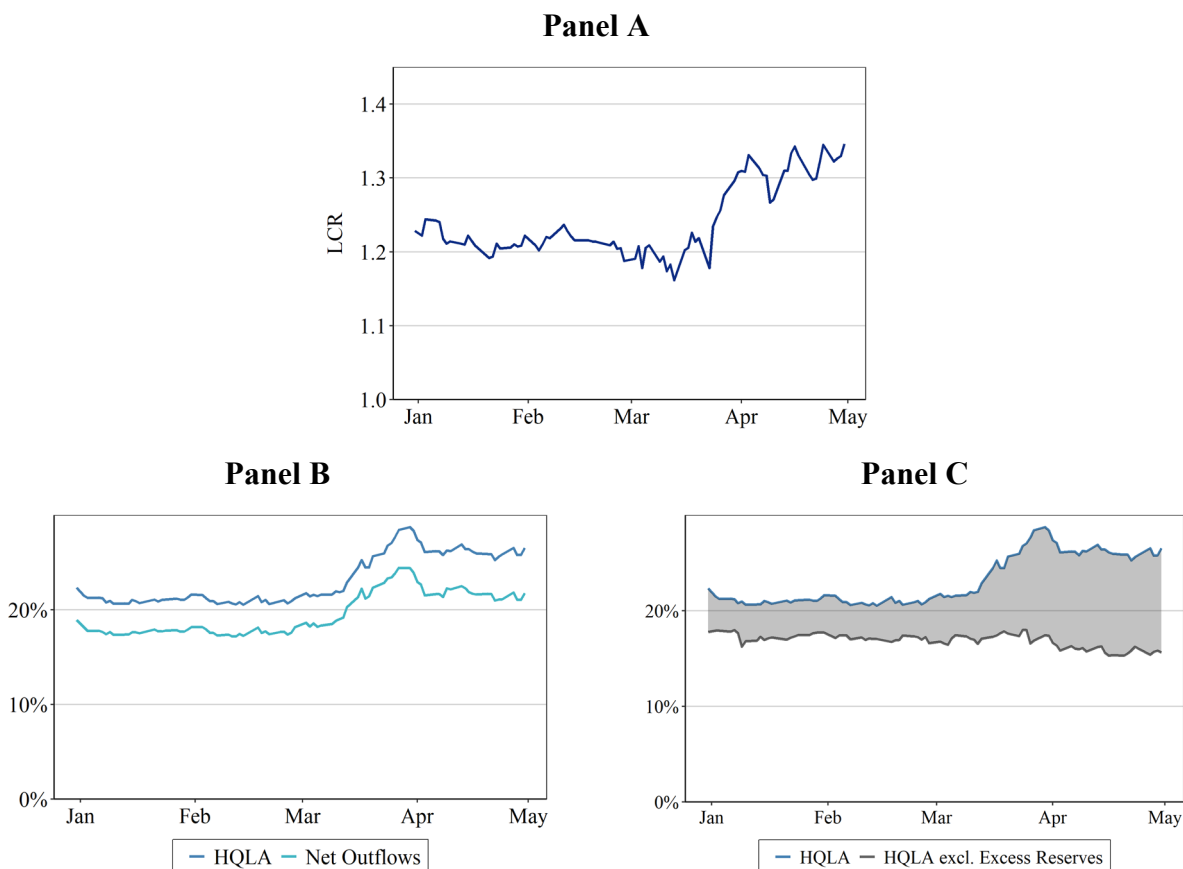 Panel A
1.4
1.3
1.2
1.1
1.0
LCR
Jan Feb Mar Apr May
Panel B
20%
10%
0%
Jan Feb Mar Apr May
HQLA Net Outflows
Panel C
20%
10%
0%
Jan Feb Mar Apr May
HQLA HQLA excl. Excess Reserves